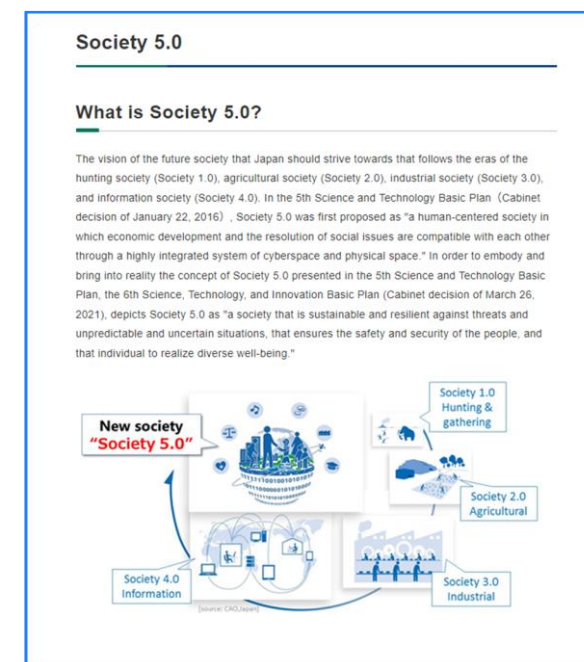 Society 5.0
What is Society 5.0?
The vision of the future society that Japan should strive towards that follows the eras of the
hunting society (Society 1.0), agricultural society (Society 2.0), industrial society (Society 3.0),
and information society (Society 4.0). In the 5th Science and Technology Basic Plan（Cabinet
decision of January 22, 2016）, Society 5.0 was first proposed as "a human-centered society in
which economic development and the resolution of social issues are compatible with each other
through a highly integrated system of cyberspace and physical space." In order to embody and
bring into reality the concept of Society 5.0 presented in the 5th Science and Technology Basic
Plan, the 6th Science, Technology, and Innovation Basic Plan (Cabinet decision of March 26,
2021), depicts Society 5.0 as "a society that is sustainable and resilient against threats and
unpredictable and uncertain situations, that ensures the safety and security of the people, and
that individual to realize diverse well-being."
New society
"Society 5.0"
Society 1.0
Hunting &
gathering
Society 2.0
Agricultural
Society 3.0
Industrial
Society 4.0
Information
[source: CAO,Japan]